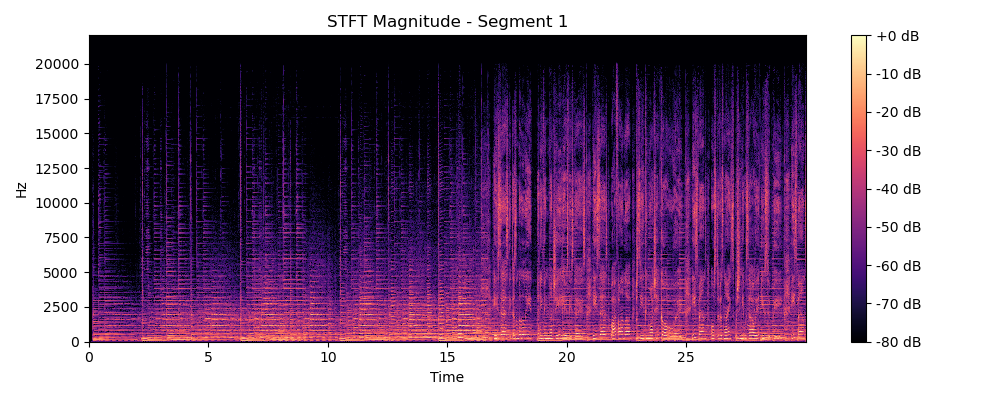 STFT Magnitude - Segment 1
Hz
20000
17500
15000
12500
10000
7500
5000
2500
0
0 5 10 15 20 25
Time
+0 dB
-10 dB
-20 dB
-30 dB
-40 dB
-50 dB
-60 dB
-70 dB
-80 dB